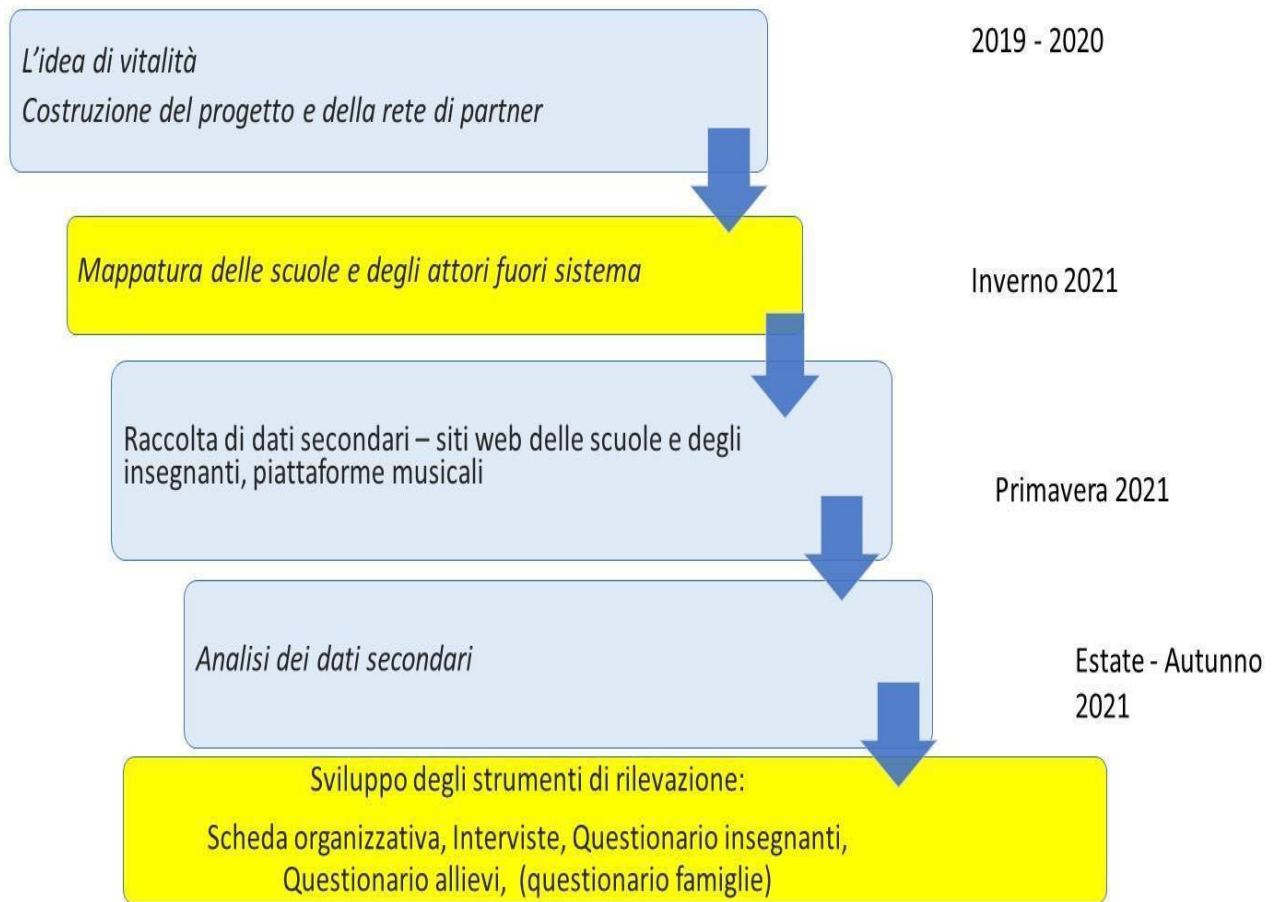 L'idea di vitalità
Costruzione del progetto e della rete di partner
2019 - 2020
Mappatura delle scuole e degli attori fuori sistema
Inverno 2021
Raccolta di dati secondari – siti web delle scuole e degli
insegnanti, piattaforme musicali
Primavera 2021
Analisi dei dati secondari
Estate - Autunno
2021
Sviluppo degli strumenti di rilevazione:
Scheda organizzativa, Interviste, Questionario insegnanti,
Questionario allievi, (questionario famiglie)